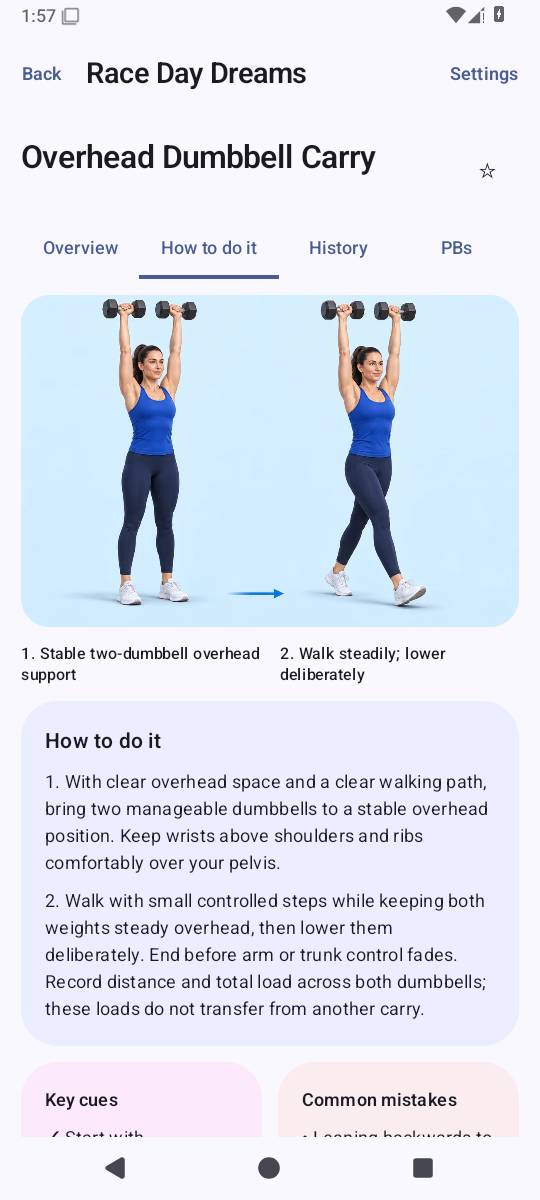 1:57
Back Race Day Dreams Settings
Overhead Dumbbell Carry ☆
Overview How to do it History PBs
1. Stable two-dumbbell overhead
support
2. Walk steadily; lower
deliberately
How to do it
1. With clear overhead space and a clear walking path,
bring two manageable dumbbells to a stable overhead
position. Keep wrists above shoulders and ribs
comfortably over your pelvis.
2. Walk with small controlled steps while keeping both
weights steady overhead, then lower them
deliberately. End before arm or trunk control fades.
Record distance and total load across both dumbbells;
these loads do not transfer from another carry.
Key cues
✓ Start with
Common mistakes
• Leaning backwards to